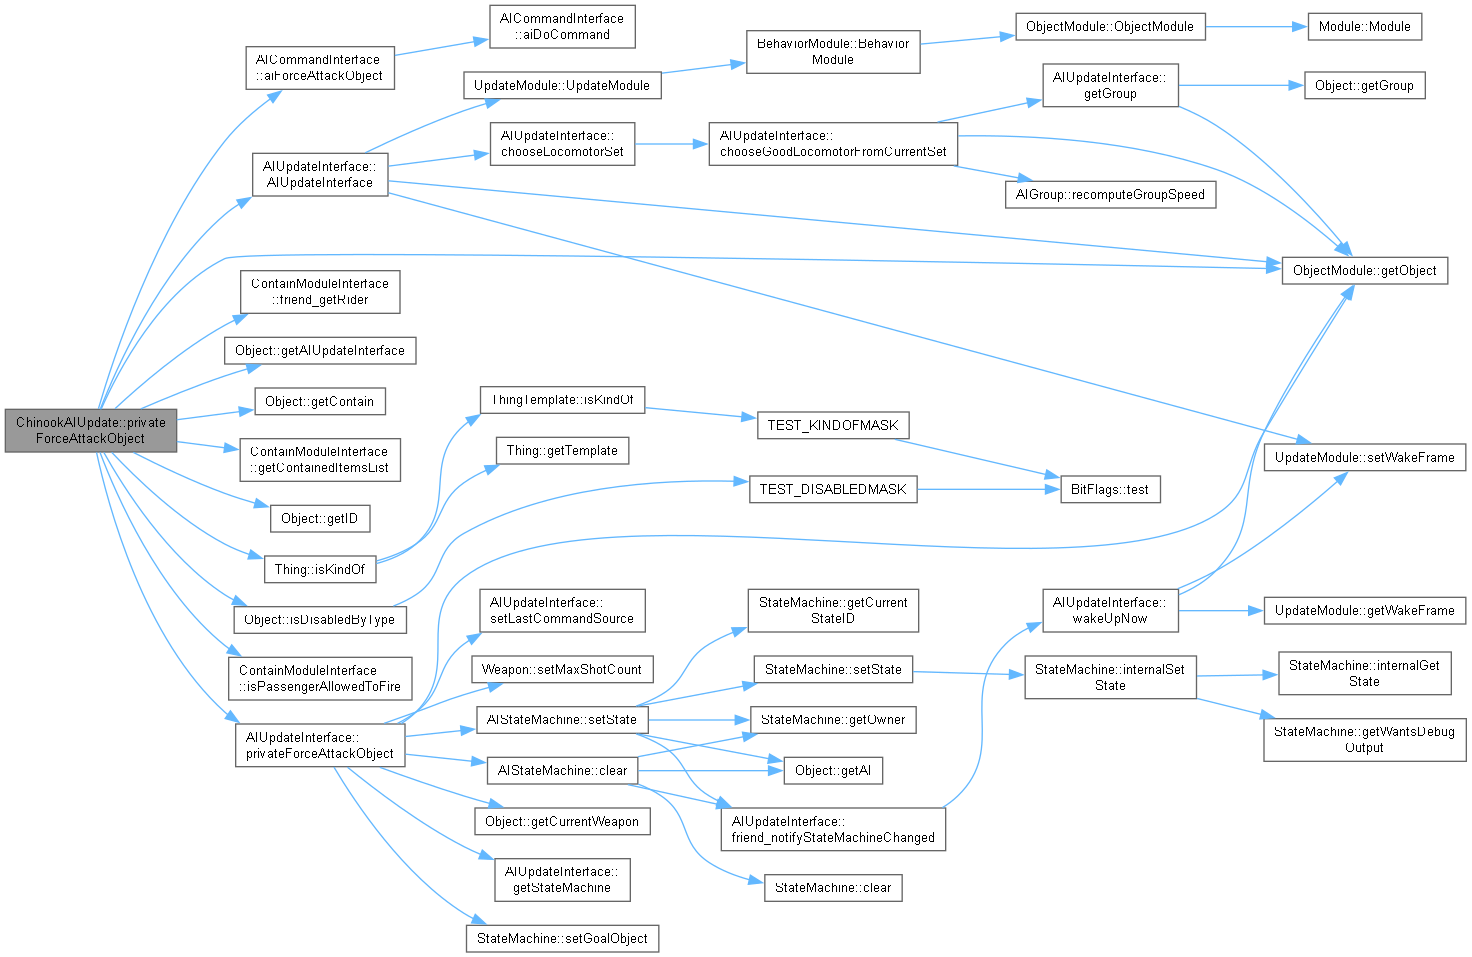 ChinookAIUpdate::private
ForceAttackObject
AICommandInterface
::aiForceAttackObject
AICommandInterface
::aiDoCommand
AIUpdateInterface::
AIUpdateInterface
UpdateModule::UpdateModule
BehaviorModule::Behavior
Module
ObjectModule::ObjectModule
Module::Module
AIUpdateInterface::
chooseLocomotorSet
AIUpdateInterface::
chooseGoodLocomotorFromCurrentSet
AIUpdateInterface::
getGroup
Object::getGroup
AIGroup::recomputeGroupSpeed
ObjectModule::getObject
UpdateModule::setWakeFrame
ContainModuleInterface
::friend_getRider
Object::getAIUpdateInterface
Object::getContain
ContainModuleInterface
::getContainedItemsList
Object::getID
Thing::isKindOf
ThingTemplate::isKindOf
Thing::getTemplate
TEST_KINDOFMASK
BitFlags::test
Object::isDisabledByType
TEST_DISABLEDMASK
ContainModuleInterface
::isPassengerAllowedToFire
AIUpdateInterface::
privateForceAttackObject
AIUpdateInterface::
setLastCommandSource
Weapon::setMaxShotCount
AIStateMachine::setState
AIStateMachine::clear
Object::getCurrentWeapon
AIUpdateInterface::
getStateMachine
StateMachine::setGoalObject
StateMachine::getCurrent
StateID
StateMachine::setState
StateMachine::getOwner
Object::getAI
AIUpdateInterface::
friend_notifyStateMachineChanged
StateMachine::clear
AIUpdateInterface::
wakeUpNow
UpdateModule::getWakeFrame
StateMachine::internalSet
State
StateMachine::internalGet
State
StateMachine::getWantsDebug
Output